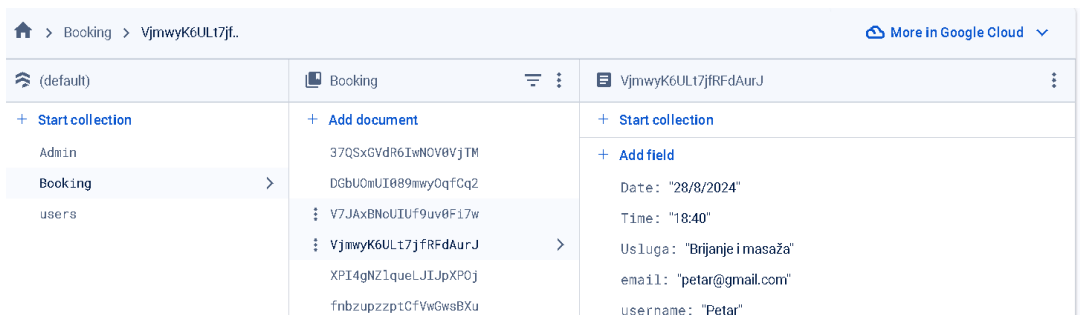 Booking VjmwyK6ULt7jf..
More in Google Cloud
(default)
Start collection
Admin
Booking
users
Booking
Add document
37QSxGVdR6IwNOV0VjTM
DGbUOmUI089mwyOqfCq2
V7JAxBNoUIUf9uv0Fi7w
VjmwyK6ULt7jfRFdAurJ
XPI4gNZlqueLJIJpXPOj
fnbzupzzptCfVwGwsBXu
VjmwyK6ULt7jfRFdAurJ
Start collection
Add field
Date: "28/8/2024"
Time: "18:40"
Usluga: "Brijanje i masaža"
email: "petar@gmail.com"
username: "Petar"